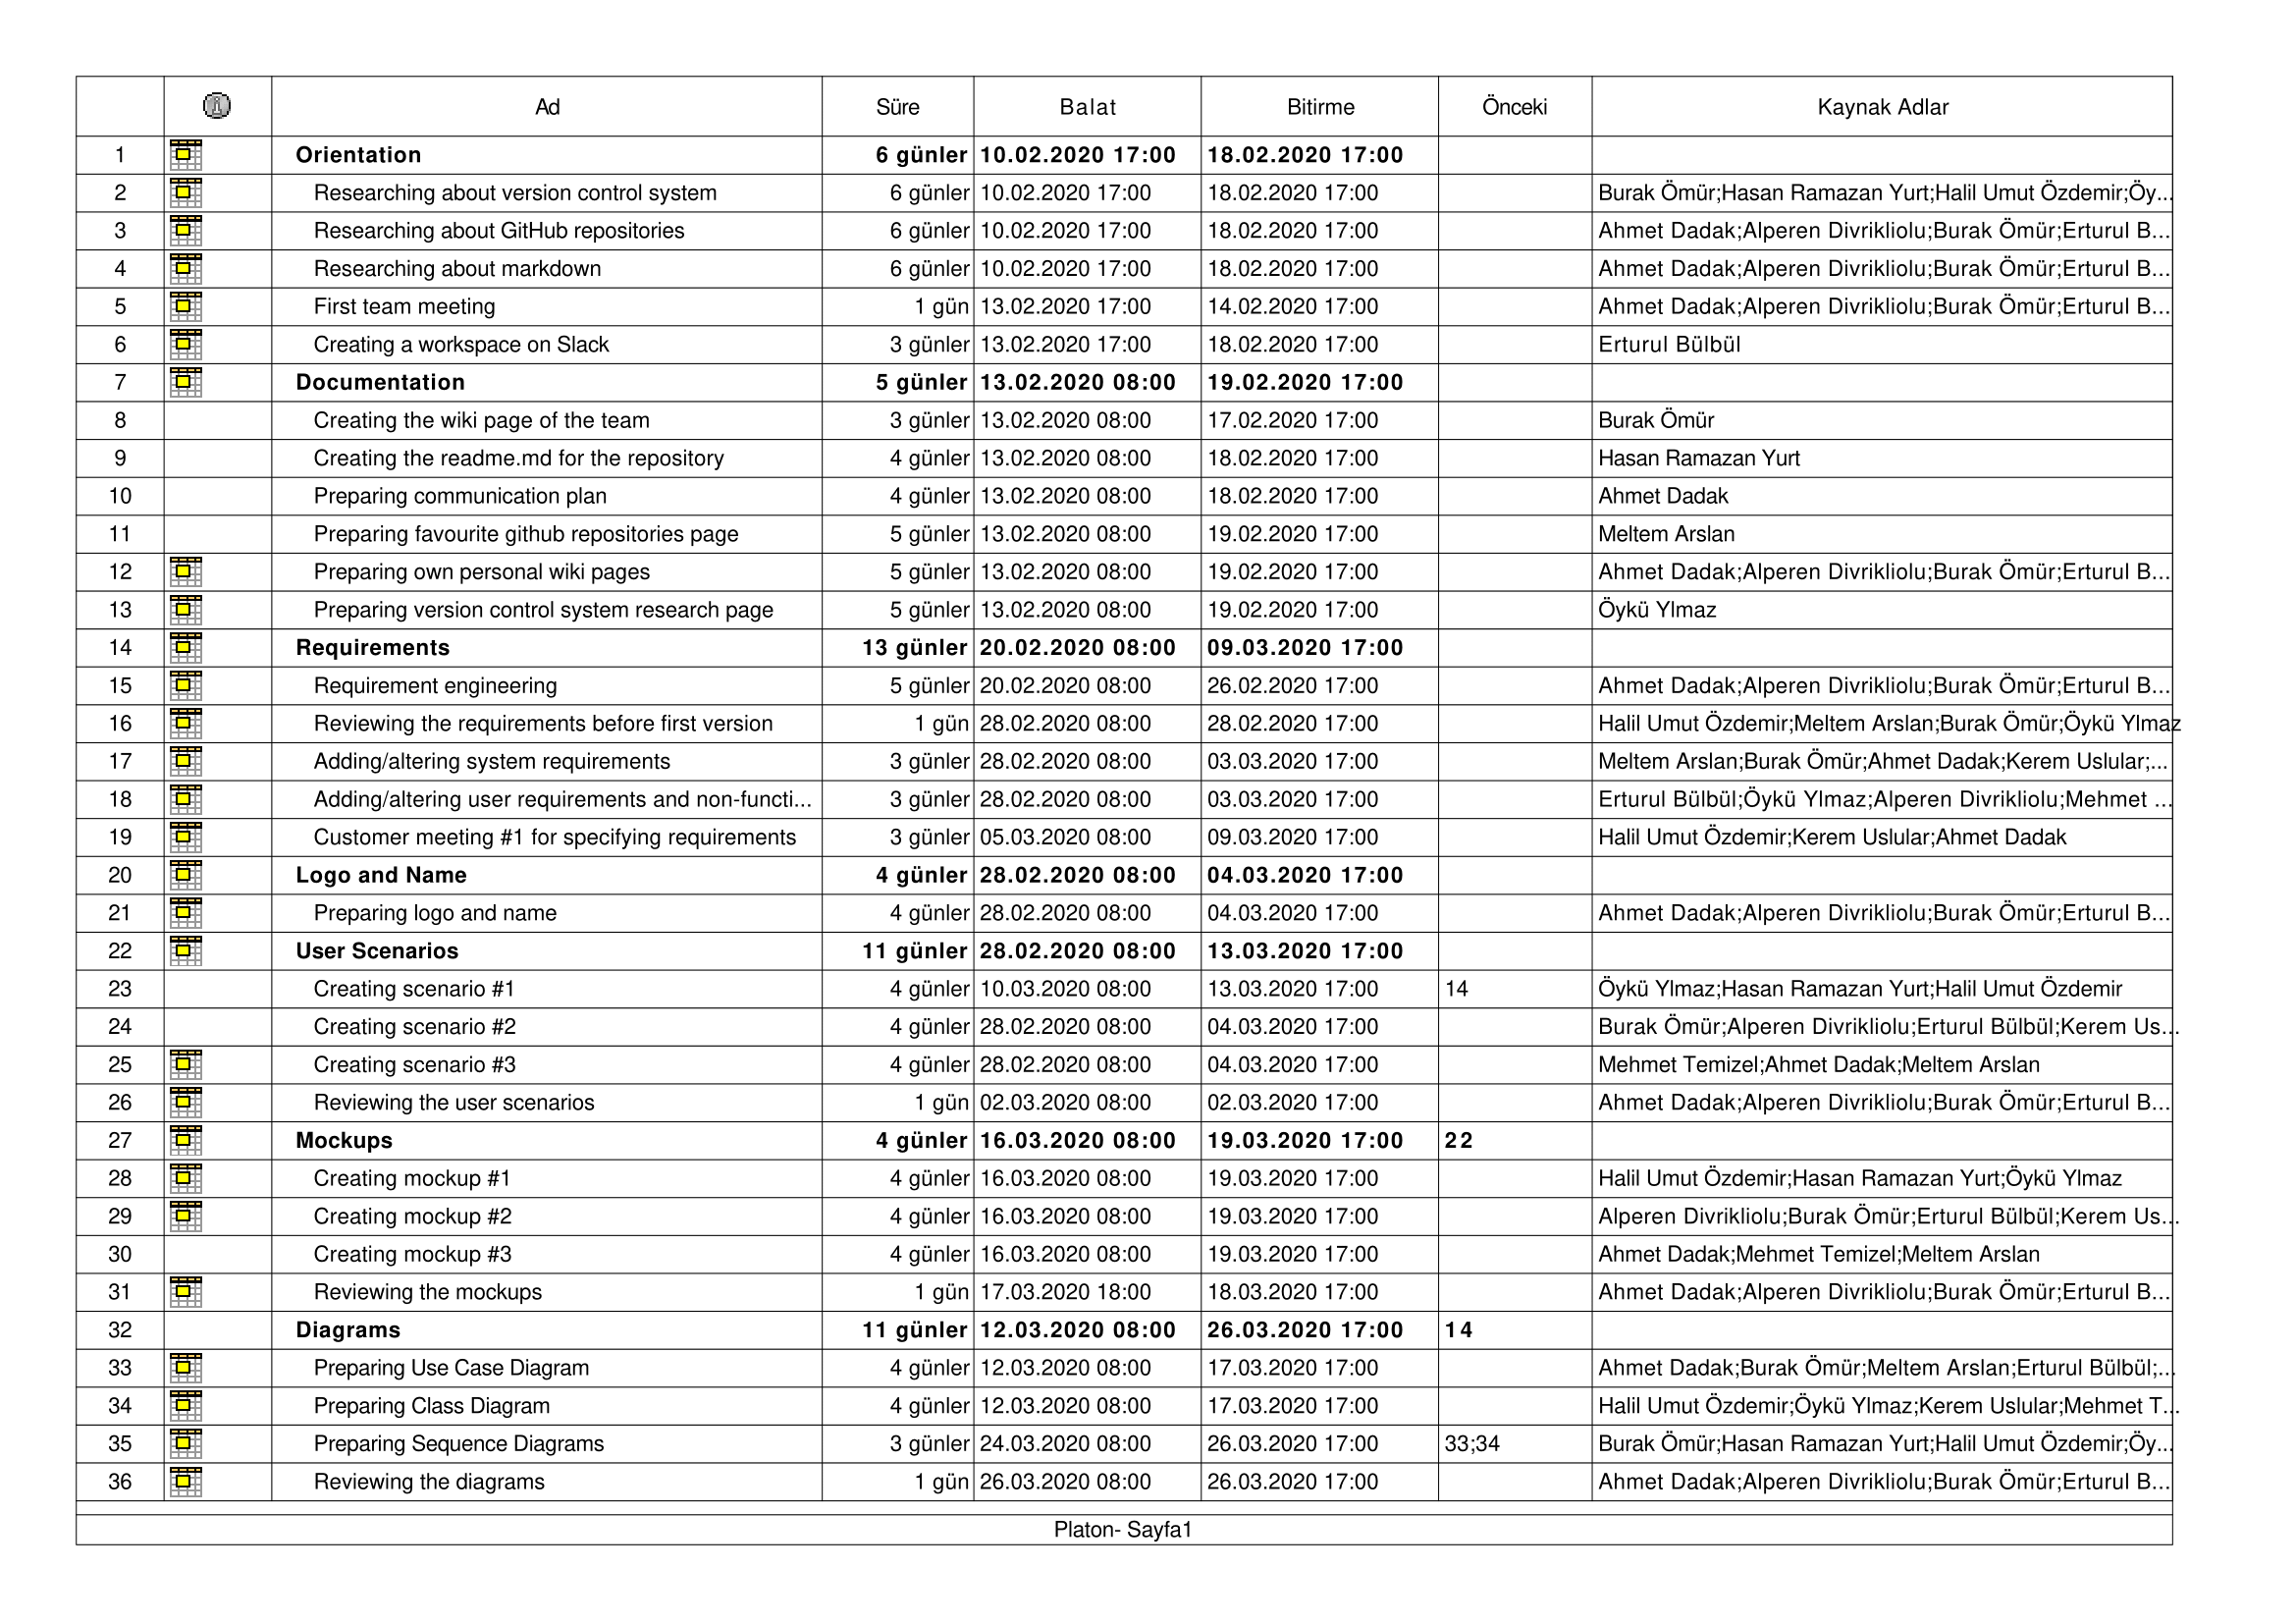 Ad Süre Balat Bitirme Önceki Kaynak Adlar
1 Orientation 6 günler 10.02.2020 17:00 18.02.2020 17:00
2 Researching about version control system 6 günler 10.02.2020 17:00 18.02.2020 17:00 Burak Ömür;Hasan Ramazan Yurt;Halil Umut Özdemir;Öy...
3 Researching about GitHub repositories 6 günler 10.02.2020 17:00 18.02.2020 17:00 Ahmet Dadak;Alperen Divrikliolu;Burak Ömür;Erturul B...
4 Researching about markdown 6 günler 10.02.2020 17:00 18.02.2020 17:00 Ahmet Dadak;Alperen Divrikliolu;Burak Ömür;Erturul B...
5 First team meeting 1 gün 13.02.2020 17:00 14.02.2020 17:00 Ahmet Dadak;Alperen Divrikliolu;Burak Ömür;Erturul B...
6 Creating a workspace on Slack 3 günler 13.02.2020 17:00 18.02.2020 17:00 Erturul Bülbül
7 Documentation 5 günler 13.02.2020 08:00 19.02.2020 17:00
8 Creating the wiki page of the team 3 günler 13.02.2020 08:00 17.02.2020 17:00 Burak Ömür
9 Creating the readme.md for the repository 4 günler 13.02.2020 08:00 18.02.2020 17:00 Hasan Ramazan Yurt
10 Preparing communication plan 4 günler 13.02.2020 08:00 18.02.2020 17:00 Ahmet Dadak
11 Preparing favourite github repositories page 5 günler 13.02.2020 08:00 19.02.2020 17:00 Meltem Arslan
12 Preparing own personal wiki pages 5 günler 13.02.2020 08:00 19.02.2020 17:00 Ahmet Dadak;Alperen Divrikliolu;Burak Ömür;Erturul B...
13 Preparing version control system research page 5 günler 13.02.2020 08:00 19.02.2020 17:00 Öykü Ylmaz
14 Requirements 13 günler 20.02.2020 08:00 09.03.2020 17:00
15 Requirement engineering 5 günler 20.02.2020 08:00 26.02.2020 17:00 Ahmet Dadak;Alperen Divrikliolu;Burak Ömür;Erturul B...
16 Reviewing the requirements before first version 1 gün 28.02.2020 08:00 28.02.2020 17:00 Halil Umut Özdemir;Meltem Arslan;Burak Ömür;Öykü Ylmaz
17 Adding/altering system requirements 3 günler 28.02.2020 08:00 03.03.2020 17:00 Meltem Arslan;Burak Ömür;Ahmet Dadak;Kerem Uslular;...
18 Adding/altering user requirements and non-functi... 3 günler 28.02.2020 08:00 03.03.2020 17:00 Erturul Bülbül;Öykü Ylmaz;Alperen Divrikliolu;Mehmet ...
19 Customer meeting #1 for specifying requirements 3 günler 05.03.2020 08:00 09.03.2020 17:00 Halil Umut Özdemir;Kerem Uslular;Ahmet Dadak
20 Logo and Name 4 günler 28.02.2020 08:00 04.03.2020 17:00
21 Preparing logo and name 4 günler 28.02.2020 08:00 04.03.2020 17:00 Ahmet Dadak;Alperen Divrikliolu;Burak Ömür;Erturul B...
22 User Scenarios 11 günler 28.02.2020 08:00 13.03.2020 17:00
23 Creating scenario #1 4 günler 10.03.2020 08:00 13.03.2020 17:00 14 Öykü Ylmaz;Hasan Ramazan Yurt;Halil Umut Özdemir
24 Creating scenario #2 4 günler 28.02.2020 08:00 04.03.2020 17:00 Burak Ömür;Alperen Divrikliolu;Erturul Bülbül;Kerem Us...
25 Creating scenario #3 4 günler 28.02.2020 08:00 04.03.2020 17:00 Mehmet Temizel;Ahmet Dadak;Meltem Arslan
26 Reviewing the user scenarios 1 gün 02.03.2020 08:00 02.03.2020 17:00 Ahmet Dadak;Alperen Divrikliolu;Burak Ömür;Erturul B...
27 Mockups 4 günler 16.03.2020 08:00 19.03.2020 17:00 22
28 Creating mockup #1 4 günler 16.03.2020 08:00 19.03.2020 17:00 Halil Umut Özdemir;Hasan Ramazan Yurt;Öykü Ylmaz
29 Creating mockup #2 4 günler 16.03.2020 08:00 19.03.2020 17:00 Alperen Divrikliolu;Burak Ömür;Erturul Bülbül;Kerem Us...
30 Creating mockup #3 4 günler 16.03.2020 08:00 19.03.2020 17:00 Ahmet Dadak;Mehmet Temizel;Meltem Arslan
31 Reviewing the mockups 1 gün 17.03.2020 18:00 18.03.2020 17:00 Ahmet Dadak;Alperen Divrikliolu;Burak Ömür;Erturul B...
32 Diagrams 11 günler 12.03.2020 08:00 26.03.2020 17:00 14
33 Preparing Use Case Diagram 4 günler 12.03.2020 08:00 17.03.2020 17:00 Ahmet Dadak;Burak Ömür;Meltem Arslan;Erturul Bülbül;...
34 Preparing Class Diagram 4 günler 12.03.2020 08:00 17.03.2020 17:00 Halil Umut Özdemir;Öykü Ylmaz;Kerem Uslular;Mehmet T...
35 Preparing Sequence Diagrams 3 günler 24.03.2020 08:00 26.03.2020 17:00 33;34 Burak Ömür;Hasan Ramazan Yurt;Halil Umut Özdemir;Öy...
36 Reviewing the diagrams 1 gün 26.03.2020 08:00 26.03.2020 17:00 Ahmet Dadak;Alperen Divrikliolu;Burak Ömür;Erturul B...
Platon- Sayfa1